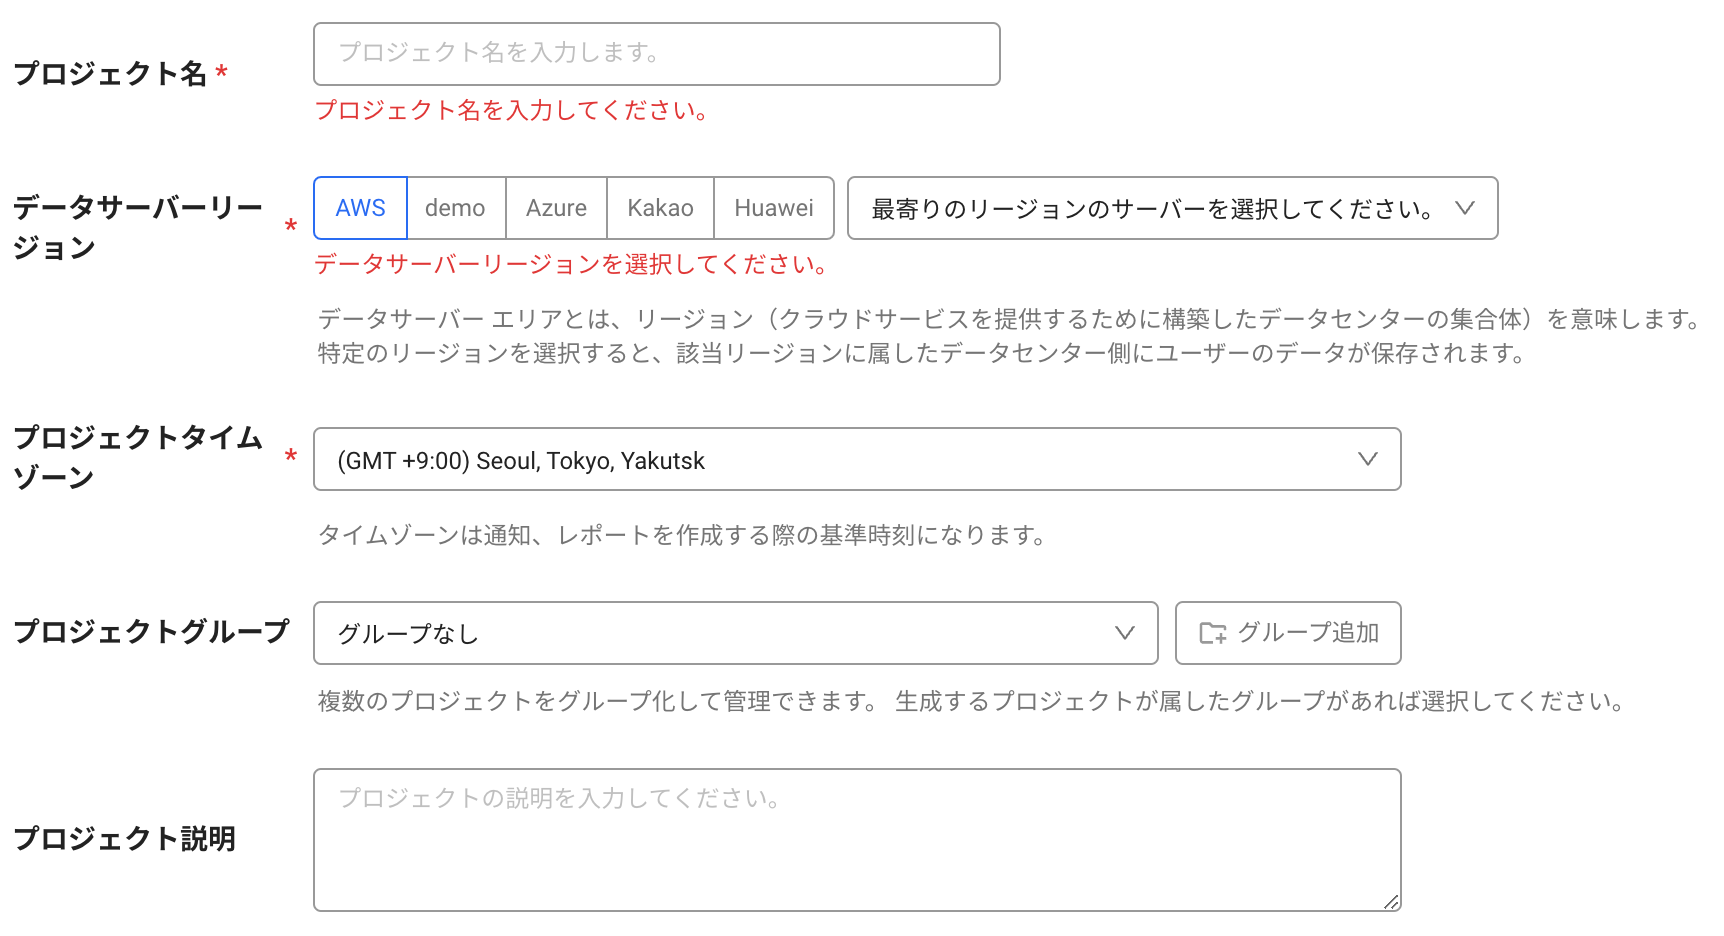 プロジェクト名 *
プロジェクト名を入力します。
プロジェクト名を入力してください。
データサーバーリー
ジョン
*
AWS demo Azure Kakao Huawei
最寄りのリージョンのサーバーを選択してください。
データサーバーリージョンを選択してください。
データサーバー エリアとは、リージョン（クラウドサービスを提供するために構築したデータセンターの集合体）を意味します。
特定のリージョンを選択すると、該当リージョンに属したデータセンター側にユーザーのデータが保存されます。
プロジェクトタイム
ゾーン
*
(GMT +9:00) Seoul, Tokyo, Yakutsk
タイムゾーンは通知、レポートを作成する際の基準時刻になります。
プロジェクトグループ
グループなし
グループ追加
複数のプロジェクトをグループ化して管理できます。 生成するプロジェクトが属したグループがあれば選択してください。
プロジェクト説明
プロジェクトの説明を入力してください。